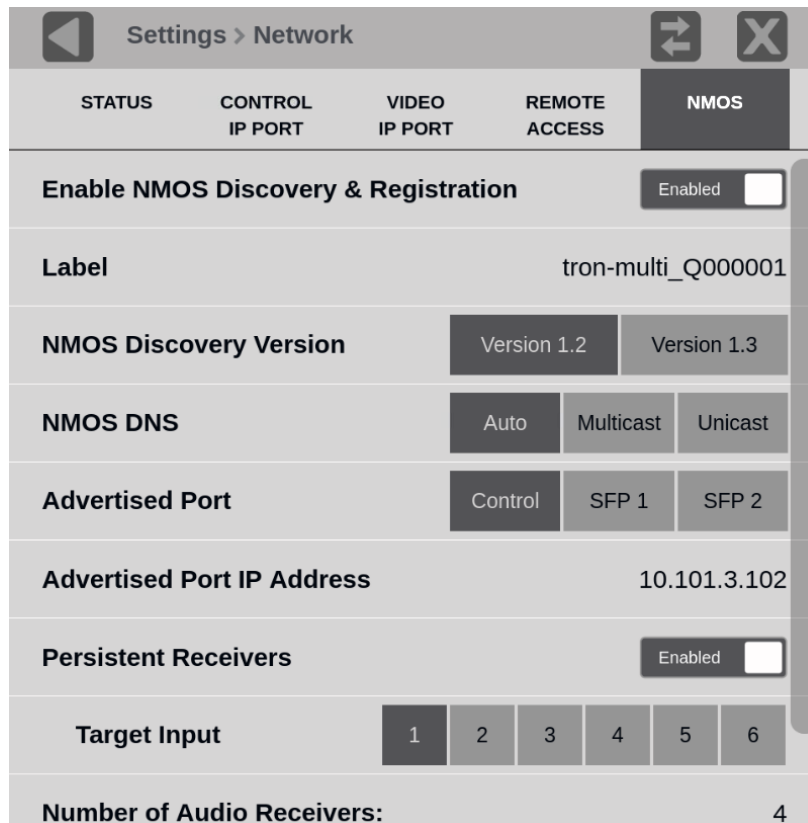 Settings > Network
STATUS CONTROL IP PORT VIDEO IP PORT REMOTE ACCESS NMOS
Enable NMOS Discovery & Registration Enabled
Label tron-multi_Q000001
NMOS Discovery Version Version 1.2 Version 1.3
NMOS DNS Auto Multicast Unicast
Advertised Port Control SFP 1 SFP 2
Advertised Port IP Address 10.101.3.102
Persistent Receivers Enabled
Target Input 1 2 3 4 5 6
Number of Audio Receivers: 4